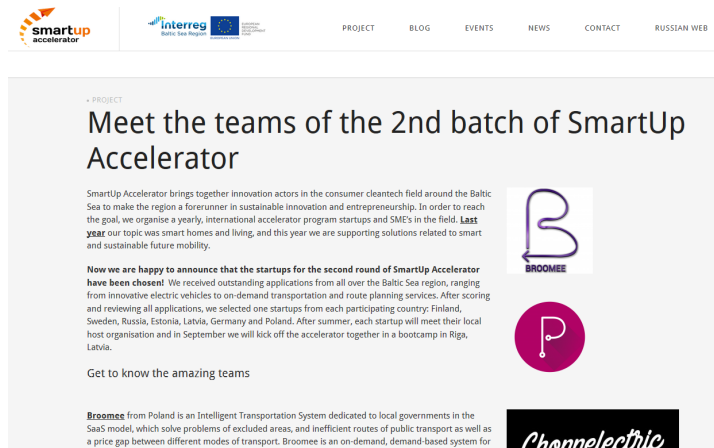 smartup
accelerator
Interreg
Baltic Sea Region
EUROPEAN UNION
EUROPEAN
REGIONAL
DEVELOPMENT
FUND
PROJECT
BLOG
EVENTS
NEWS
CONTACT
RUSSIAN WEB
• PROJECT
Meet the teams of the 2nd batch of SmartUp
Accelerator
SmartUp Accelerator brings together innovation actors in the consumer cleantech field around the Baltic
Sea to make the region a forerunner in sustainable innovation and entrepreneurship. In order to reach
the goal, we organise a yearly, international accelerator program startups and SME's in the field. Last
year our topic was smart homes and living, and this year we are supporting solutions related to smart
and sustainable future mobility.
Now we are happy to announce that the startups for the second round of SmartUp Accelerator
have been chosen! We received outstanding applications from all over the Baltic Sea region, ranging
from innovative electric vehicles to on-demand transportation and route planning services. After scoring
and reviewing all applications, we selected one startups from each participating country: Finland,
Sweden, Russia, Estonia, Latvia, Germany and Poland. After summer, each startup will meet their local
host organisation and in September we will kick off the accelerator together in a bootcamp in Riga,
Latvia.
Get to know the amazing teams
Broomee from Poland is an Intelligent Transportation System dedicated to local governments in the
SaaS model, which solve problems of excluded areas, and inefficient routes of public transport as well as
a price gap between different modes of transport. Broomee is an on-demand, demand-based system for
B
BROOMEE
P
Choppelectric